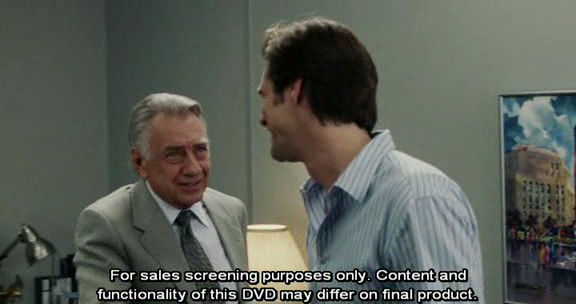 For sales screening purposes only. Content and
functionality of this DVD may differ on final product.